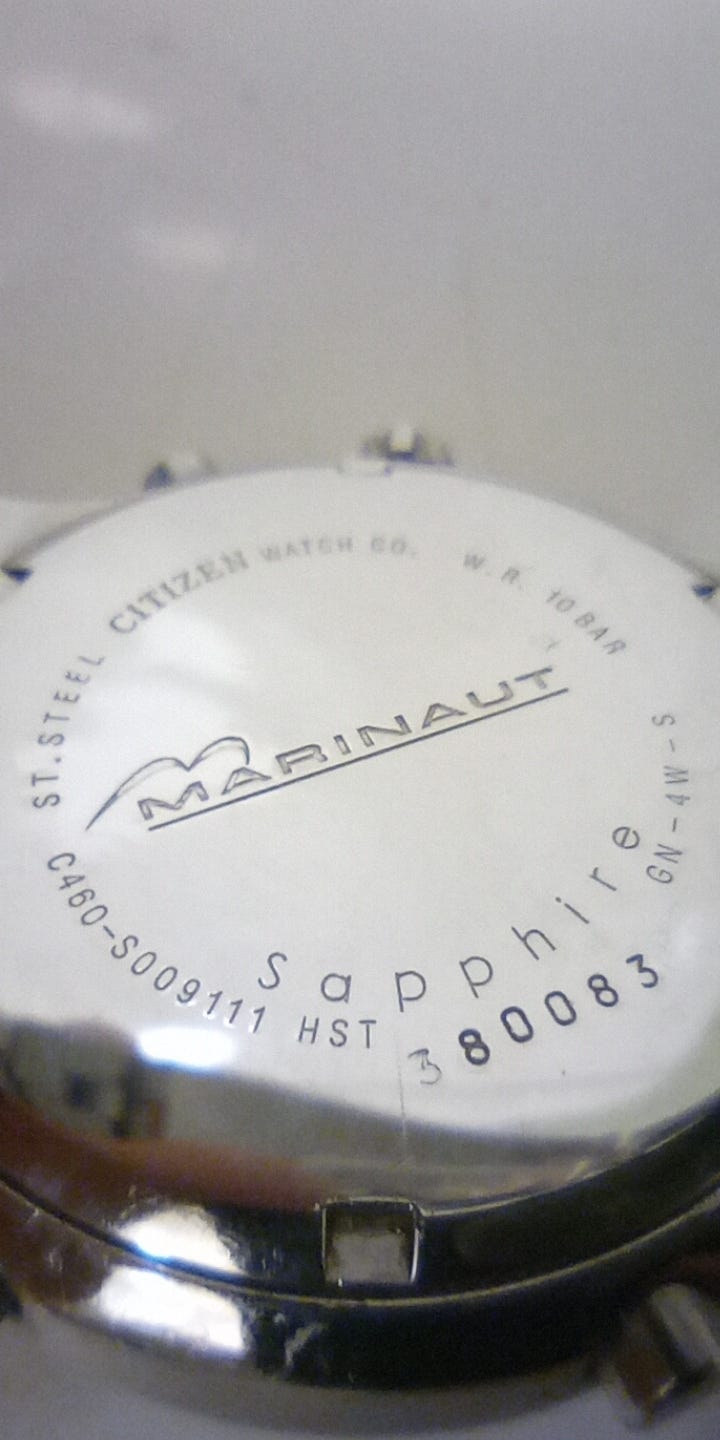 ST.STEEL CITIZEN WATCH CO. W.R. 10 BAR
MARINAUT
Sapphire
C460-S009111 HST
380083
GN-4W-S